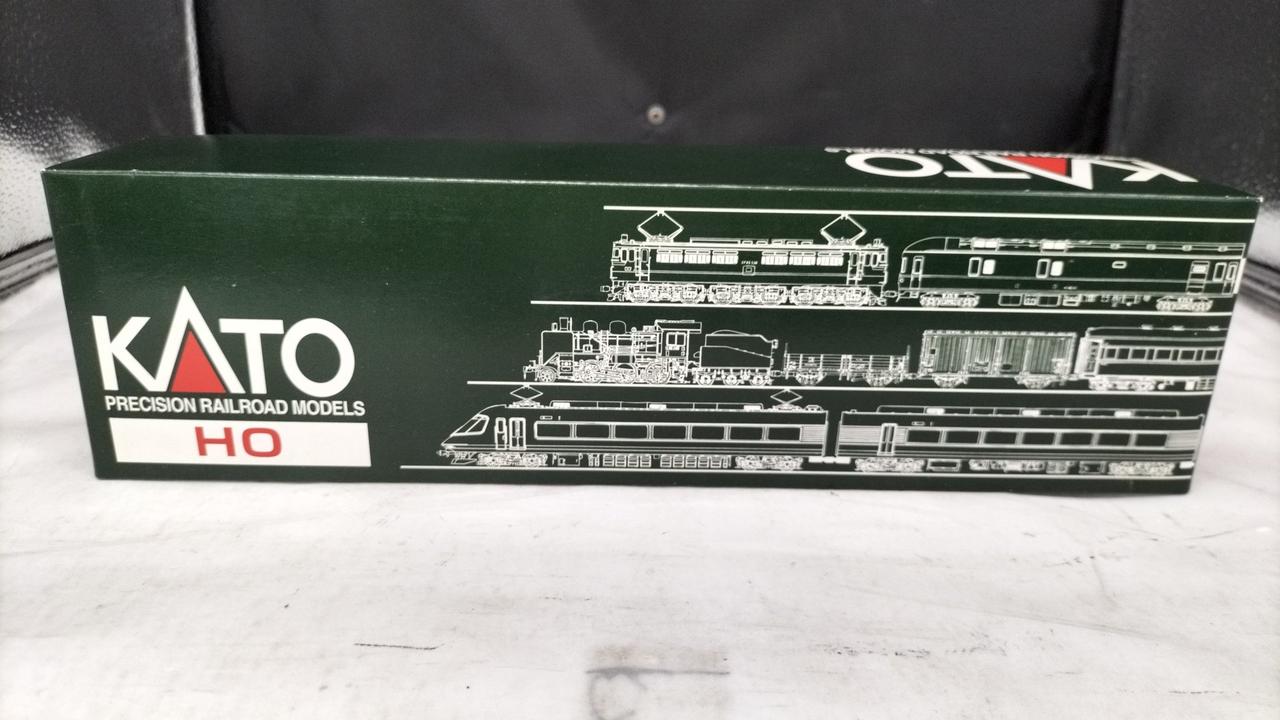 KATO
KATO
PRECISION RAILROAD MODELS
HO